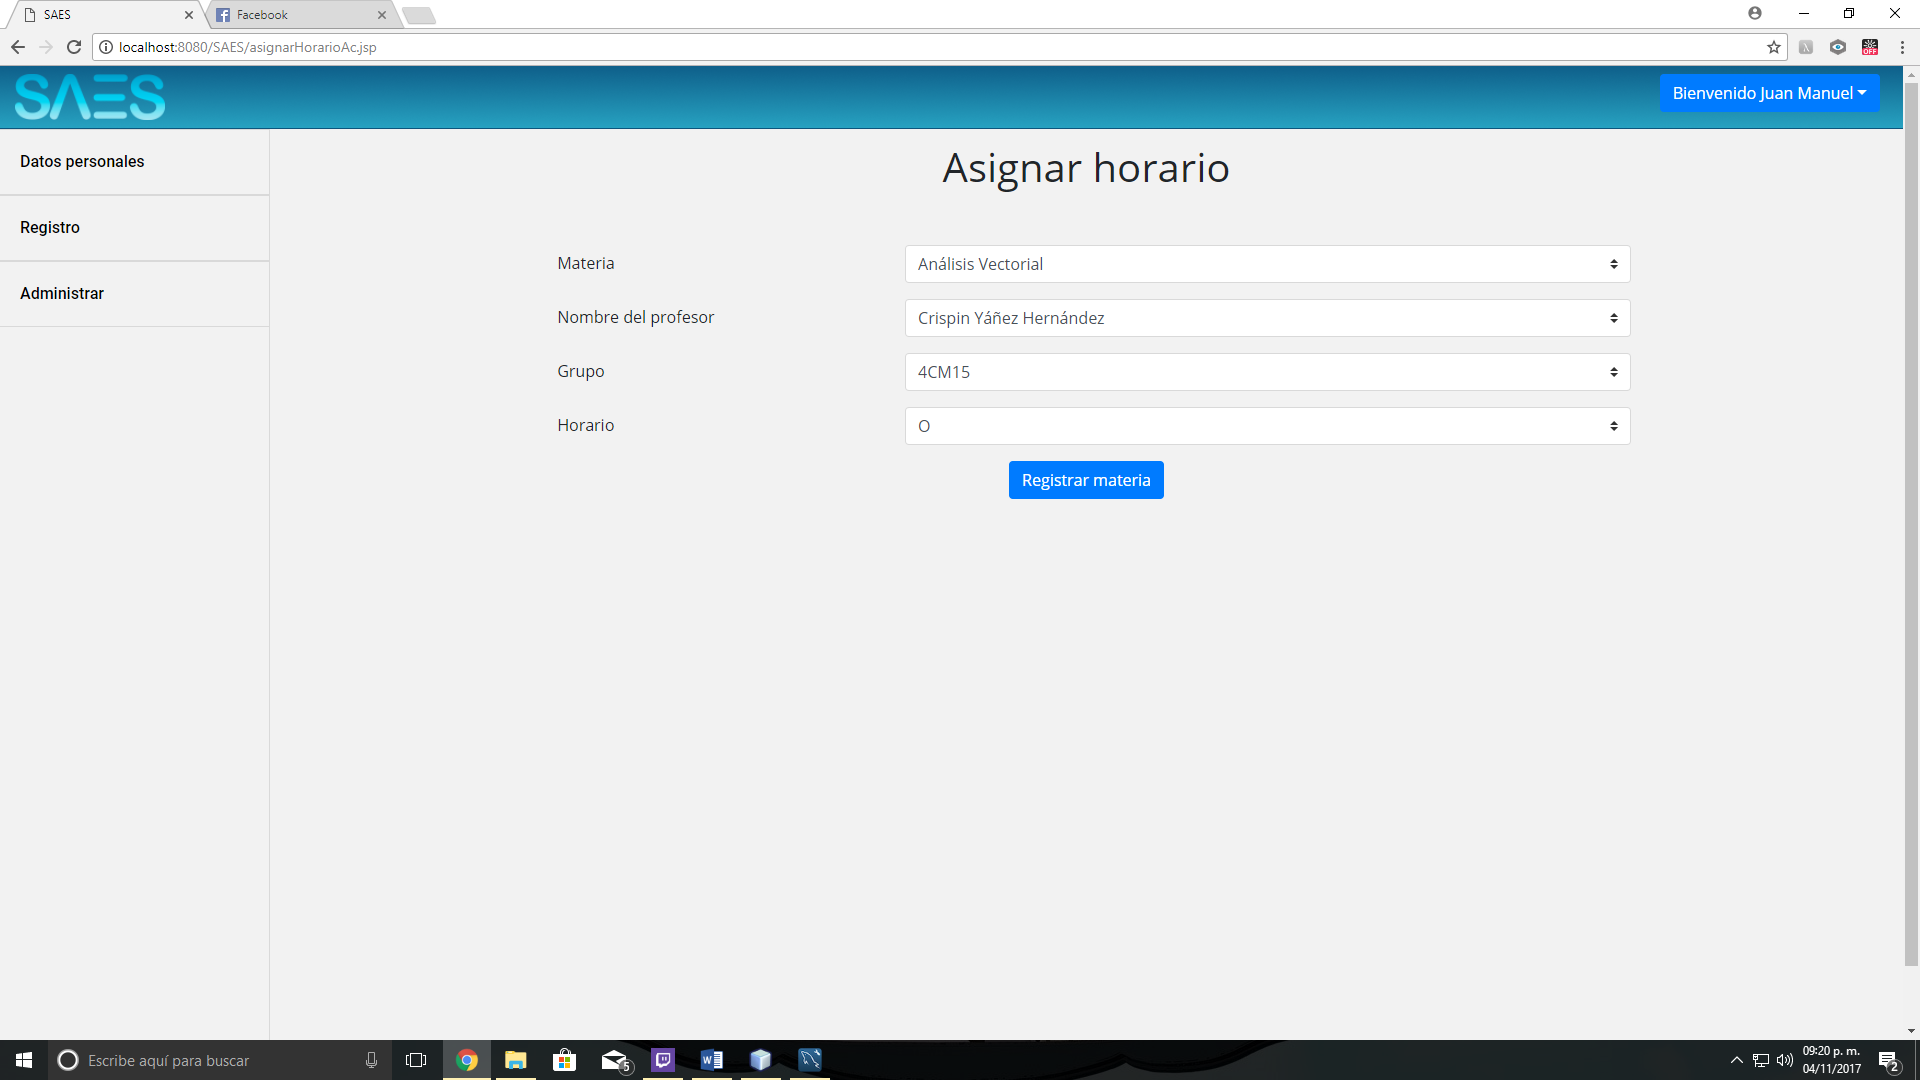 SAES
Facebook
localhost:8080/SAES/asignarHorarioAc.jsp
OFF
SAES
Bienvenido Juan Manuel
Datos personales
Registro
Administrar
Asignar horario
Materia
Análisis Vectorial
Nombre del profesor
Crispin Yáñez Hernández
Grupo
4CM15
Horario
O
Registrar materia
Escribe aquí para buscar
5
09:20 p. m.
04/11/2017
2